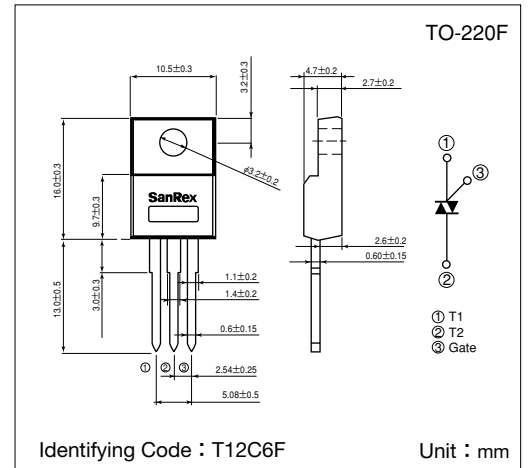 TO-220F
10.5±0.3
3.2±0.3
4.7±0.2
2.7±0.2
16.0±0.3
9.7±0.3
φ3.2±0.2
SanRex
13.0±0.5
3.0±0.3
1.1±0.2
1.4±0.2
0.6±0.15
2.54±0.25
5.08±0.5
① ② ③
2.6±0.2
0.60±0.15
①
③
②
① T1
② T2
③ Gate
Identifying Code：T12C6F
Unit：mm